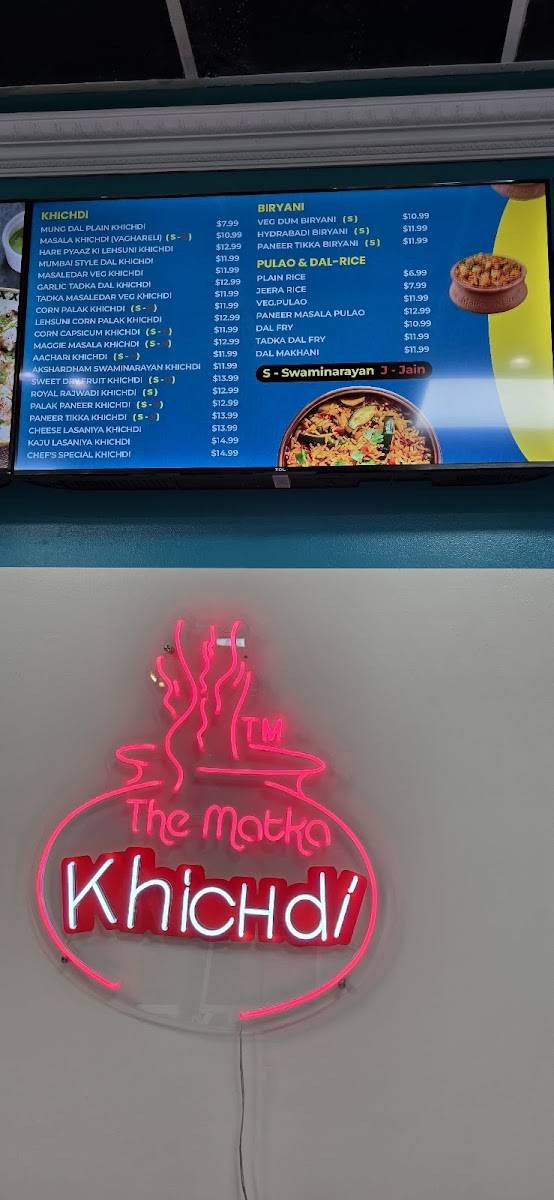 KHICHDI
MUNG DAL PLAIN KHICHDI $7.99
MASALA KHICHDI (VAGHARELI) (S - J) $10.99
HARE PYAAZ KI LEHSUNI KHICHDI $12.99
MUMBAI STYLE DAL KHICHDI $11.99
MASALEDAR VEG KHICHDI $11.99
GARLIC TADKA DAL KHICHDI $12.99
TADKA MASALEDAR VEG KHICHDI $11.99
CORN PALAK KHICHDI (S - J) $11.99
LEHSUNI CORN PALAK KHICHDI $12.99
CORN CAPSICUM KHICHDI (S - J) $11.99
MAGGIE MASALA KHICHDI (S - J) $12.99
AACHARI KHICHDI (S - J) $11.99
AKSHARDHAM SWAMINARAYAN KHICHDI $11.99
SWEET DRY FRUIT KHICHDI (S - J) $13.99
ROYAL RAJWADI KHICHDI (S) $12.99
PALAK PANEER KHICHDI (S - J) $12.99
PANEER TIKKA KHICHDI (S - J) $13.99
CHEESE LASANIYA KHICHDI $13.99
KAJU LASANIYA KHICHDI $14.99
CHEF'S SPECIAL KHICHDI $14.99
BIRYANI
VEG DUM BIRYANI (S) $10.99
HYDRABADI BIRYANI (S) $11.99
PANEER TIKKA BIRYANI (S) $11.99
PULAO & DAL-RICE
PLAIN RICE $6.99
JEERA RICE $7.99
VEG.PULAO $11.99
PANEER MASALA PULAO $12.99
DAL FRY $10.99
TADKA DAL FRY $11.99
DAL MAKHANI $11.99
S - Swaminarayan J - Jain
TCL
TM
The Matka
Khichdi